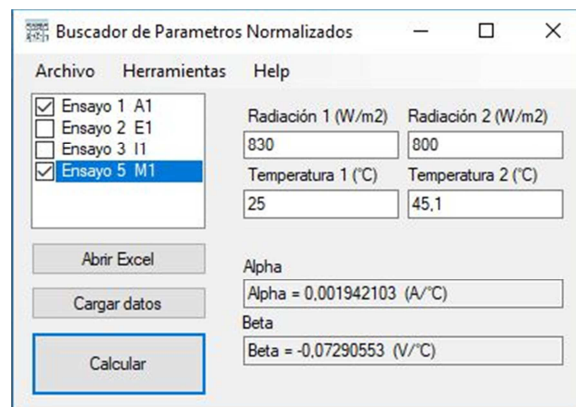 Buscador de Parametros Normalizados
Archivo Herramientas Help
Ensayo 1 A1
Ensayo 2 E1
Ensayo 3 I1
Ensayo 5 M1
Abrir Excel
Cargar datos
Calcular
Radiación 1 (W/m2) Radiación 2 (W/m2)
830 800
Temperatura 1 (°C) Temperatura 2 (°C)
25 45,1
Alpha
Alpha = 0,001942103 (A/°C)
Beta
Beta = -0,07290553 (V/°C)